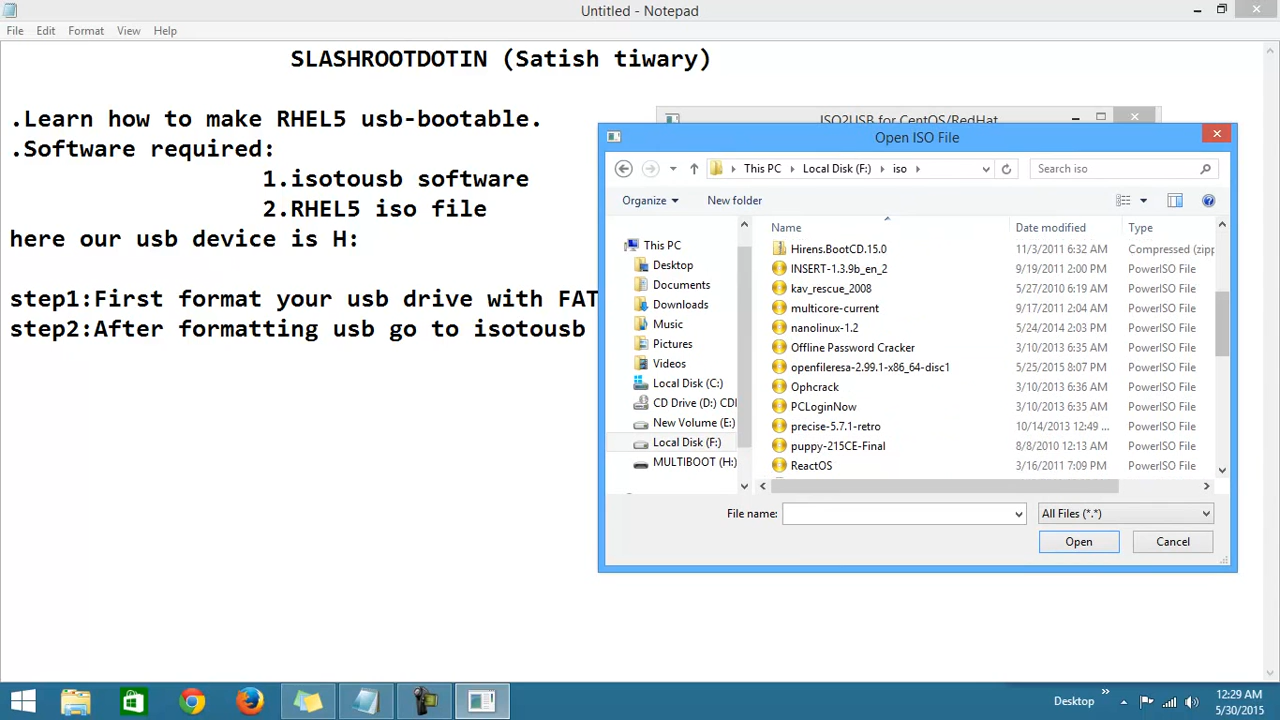 Untitled - Notepad
File Edit Format View Help
SLASHROOTDOTIN (Satish tiwary)
.Learn how to make RHEL5 usb-bootable.
.Software required:
1.isotousb software
2.RHEL5 iso file
here our usb device is H:
step1:First format your usb drive with FAT
step2:After formatting usb go to isotousb
ISO2USB for CentOS/RedHat
Open ISO File
This PC Local Disk (F:) iso
Search iso
Organize New folder
This PC
Desktop
Documents
Downloads
Music
Pictures
Videos
Local Disk (C:)
CD Drive (D:) CD
New Volume (E:)
Local Disk (F:)
MULTIBOOT (H:)
Name Date modified Type
Hirens.BootCD.15.0 11/3/2011 6:32 AM Compressed (zipp
INSERT-1.3.9b_en_2 9/19/2011 2:00 PM PowerISO File
kav_rescue_2008 5/27/2010 6:19 AM PowerISO File
multicore-current 9/17/2011 2:04 AM PowerISO File
nanolinux-1.2 5/24/2014 2:03 PM PowerISO File
Offline Password Cracker 3/10/2013 6:35 AM PowerISO File
openfileresa-2.99.1-x86_64-disc1 5/25/2015 8:07 PM PowerISO File
Ophcrack 3/10/2013 6:36 AM PowerISO File
PCLoginNow 3/10/2013 6:35 AM PowerISO File
precise-5.7.1-retro 10/14/2013 12:49 ... PowerISO File
puppy-215CE-Final 8/8/2010 12:13 AM PowerISO File
ReactOS 3/16/2011 7:09 PM PowerISO File
File name: All Files (*.*)
Open Cancel
Desktop
12:29 AM
5/30/2015